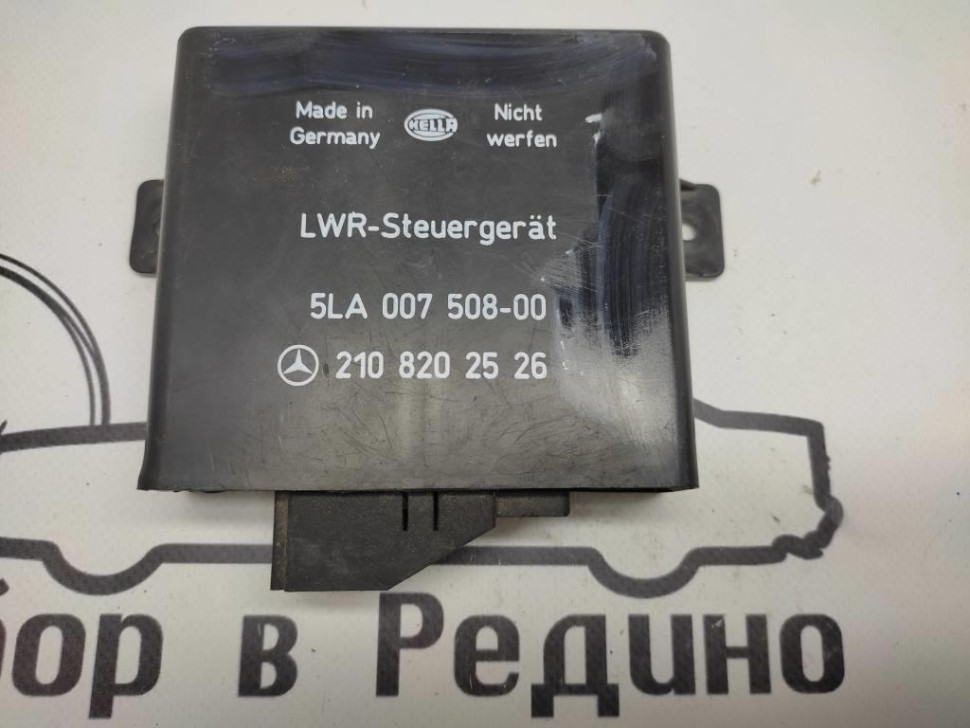 Made in
Germany
HELLA
Nicht
werfen
LWR-Steuergerät
5LA 007 508-00
210 820 25 26
бор в Редино